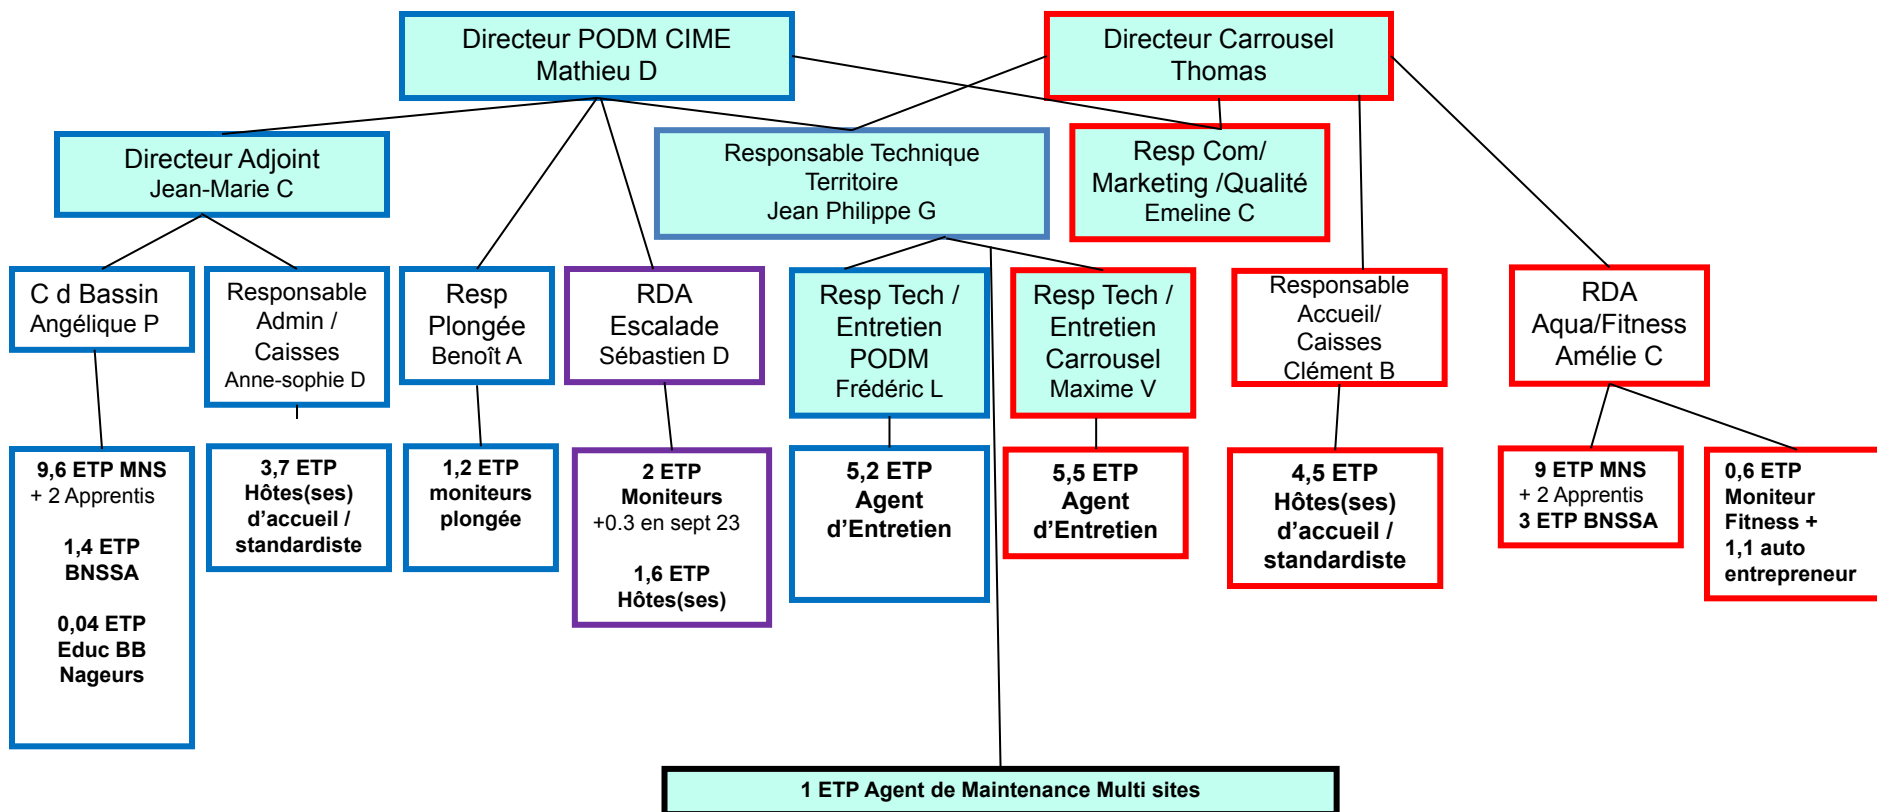 Directeur PODM CIME
Mathieu D
Directeur Carrousel
Thomas
Directeur Adjoint
Jean-Marie C
Responsable Technique
Territoire
Jean Philippe G
Resp Com/
Marketing /Qualité
Emeline C
C d Bassin
Angélique P
Responsable
Admin /
Caisses
Anne-sophie D
Resp
Plongée
Benoît A
RDA
Escalade
Sébastien D
Resp Tech /
Entretien
PODM
Frédéric L
Resp Tech /
Entretien
Carrousel
Maxime V
Responsable
Accueil/
Caisses
Clément B
RDA
Aqua/Fitness
Amélie C
9,6 ETP MNS
+ 2 Apprentis
1,4 ETP
BNSSA
0,04 ETP
Educ BB
Nageurs
3,7 ETP
Hôtes(ses)
d’accueil /
standardiste
1,2 ETP
moniteurs
plongée
2 ETP
Moniteurs
+0.3 en sept 23
1,6 ETP
Hôtes(ses)
5,2 ETP
Agent
d’Entretien
5,5 ETP
Agent
d’Entretien
4,5 ETP
Hôtes(ses)
d’accueil /
standardiste
9 ETP MNS
+ 2 Apprentis
3 ETP BNSSA
0,6 ETP
Moniteur
Fitness +
1,1 auto
entrepreneur
1 ETP Agent de Maintenance Multi sites